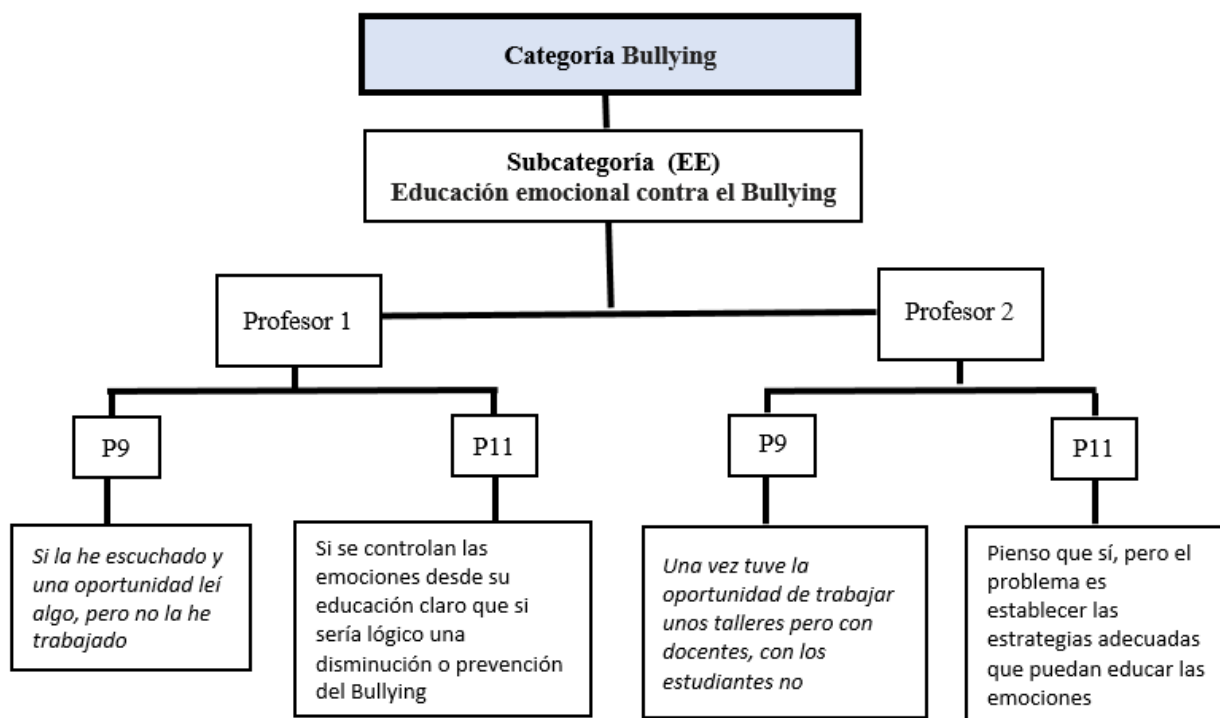 Categoría Bullying
Subcategoría (EE)
Educación emocional contra el Bullying
Profesor 1
Profesor 2
P9
P11
P9
P11
Si la he escuchado y
una oportunidad leí
algo, pero no la he
trabajado
Si se controlan las
emociones desde su
educación claro que si
sería lógico una
disminución o prevención
del Bullying
Una vez tuve la
oportunidad de trabajar
unos talleres pero con
docentes, con los
estudiantes no
Pienso que sí, pero el
problema es
establecer las
estrategias adecuadas
que puedan educar las
emociones